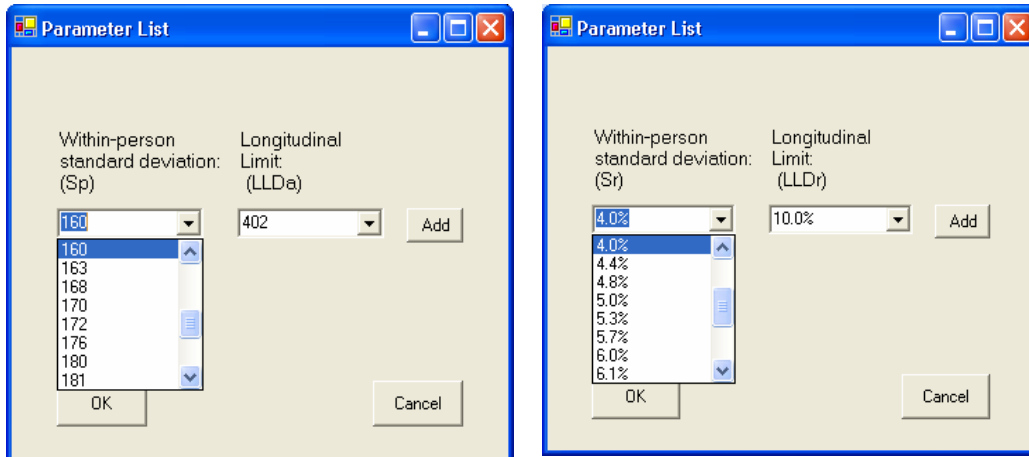 Parameter List
Within-person
standard deviation:
(Sp)
Longitudinal
Limit:
(LLDa)
160
402
Add
160
163
168
170
172
176
180
181
OK
Cancel
Parameter List
Within-person
standard deviation:
(Sr)
Longitudinal
Limit:
(LLDr)
4.0%
10.0%
Add
4.0%
4.4%
4.8%
5.0%
5.3%
5.7%
6.0%
6.1%
OK
Cancel